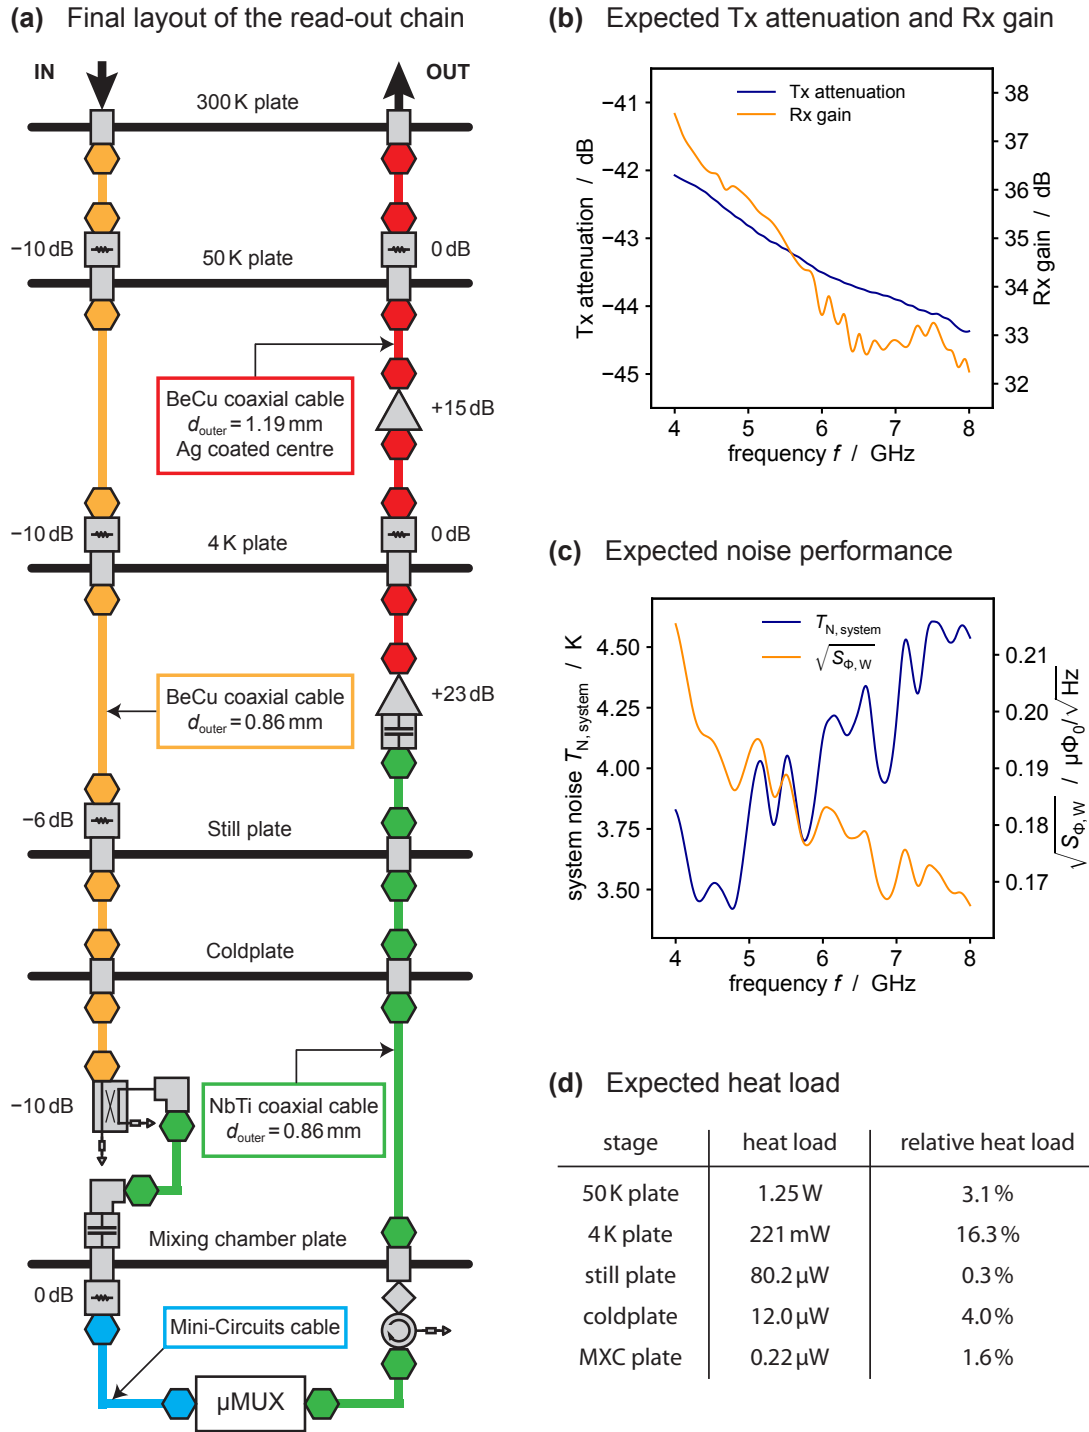 (a) Final layout of the read-out chain
IN
OUT
300 K plate
−10 dB
0 dB
50 K plate
BeCu coaxial cable
d_outer = 1.19 mm
Ag coated centre
+15 dB
−10 dB
0 dB
4 K plate
BeCu coaxial cable
d_outer = 0.86 mm
+23 dB
−6 dB
Still plate
Coldplate
−10 dB
NbTi coaxial cable
d_outer = 0.86 mm
Mixing chamber plate
0 dB
Mini-Circuits cable
µMUX
(b) Expected Tx attenuation and Rx gain
Tx attenuation
Rx gain
Tx attenuation / dB
−41
−42
−43
−44
−45
Rx gain / dB
38
37
36
35
34
33
32
4 5 6 7 8
frequency f / GHz
(c) Expected noise performance
T_N, system
√S_Φ, W
system noise T_N, system / K
4.50
4.25
4.00
3.75
3.50
√S_Φ, W / µΦ₀/√Hz
0.21
0.20
0.19
0.18
0.17
4 5 6 7 8
frequency f / GHz
(d) Expected heat load
stage heat load relative heat load
50 K plate 1.25 W 3.1 %
4 K plate 221 mW 16.3 %
still plate 80.2 µW 0.3 %
coldplate 12.0 µW 4.0 %
MXC plate 0.22 µW 1.6 %